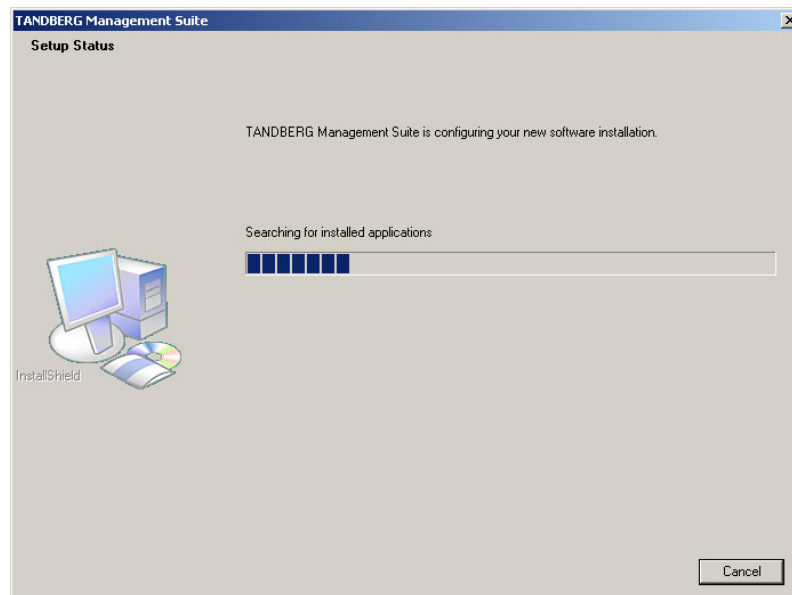 TANDBERG Management Suite
Setup Status
TANDBERG Management Suite is configuring your new software installation.
Searching for installed applications
InstallShield
Cancel